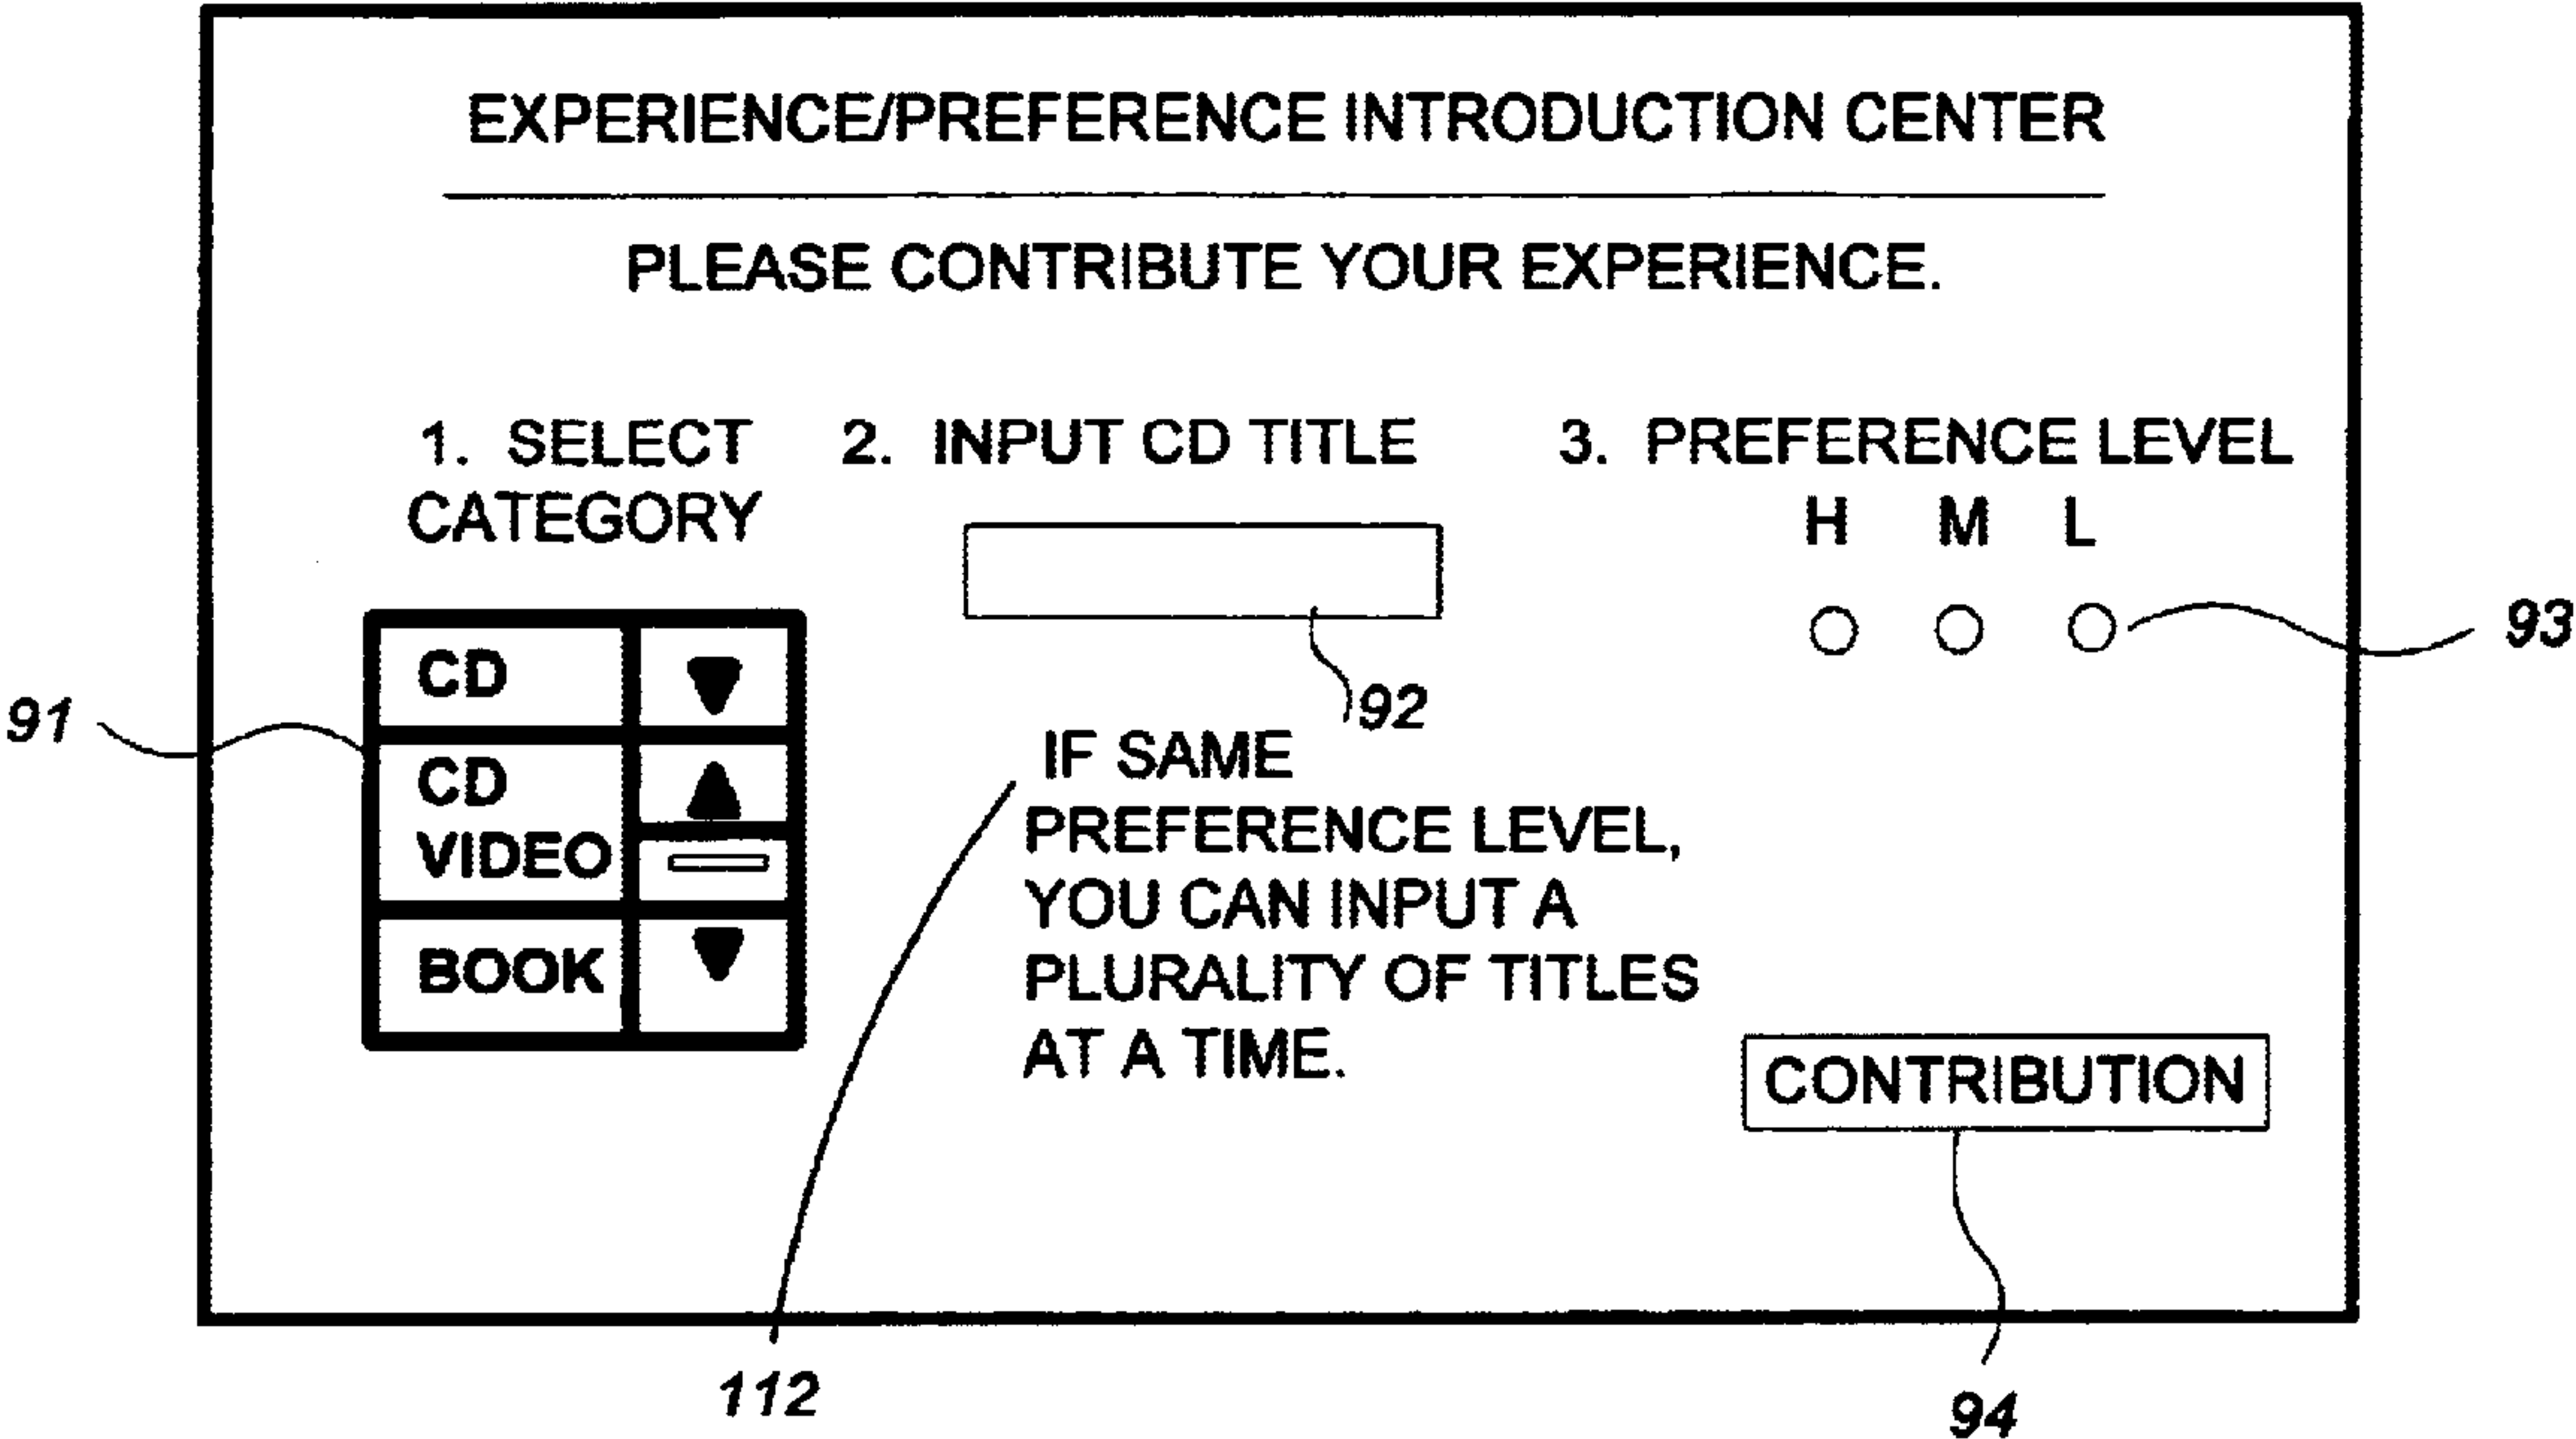 EXPERIENCE/PREFERENCE INTRODUCTION CENTER
PLEASE CONTRIBUTE YOUR EXPERIENCE.
1. SELECT
CATEGORY
2. INPUT CD TITLE
3. PREFERENCE LEVEL
H M L
93
92
91
CD
CD
VIDEO
BOOK
IF SAME
PREFERENCE LEVEL,
YOU CAN INPUT A
PLURALITY OF TITLES
AT A TIME.
CONTRIBUTION
112
94